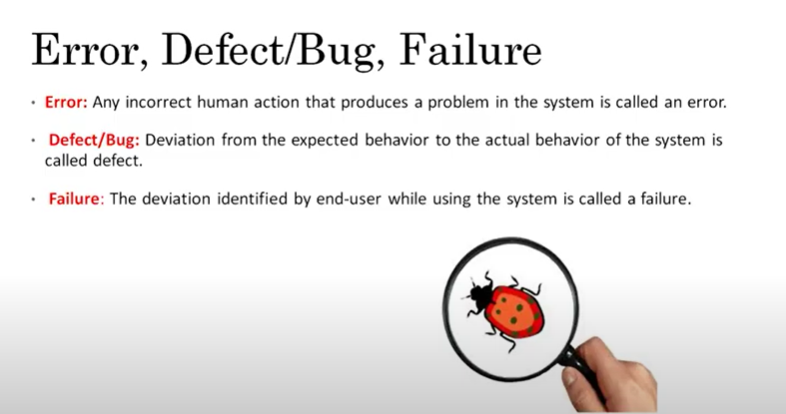 Error, Defect/Bug, Failure
• Error: Any incorrect human action that produces a problem in the system is called an error.
• Defect/Bug: Deviation from the expected behavior to the actual behavior of the system is
called defect.
• Failure: The deviation identified by end-user while using the system is called a failure.